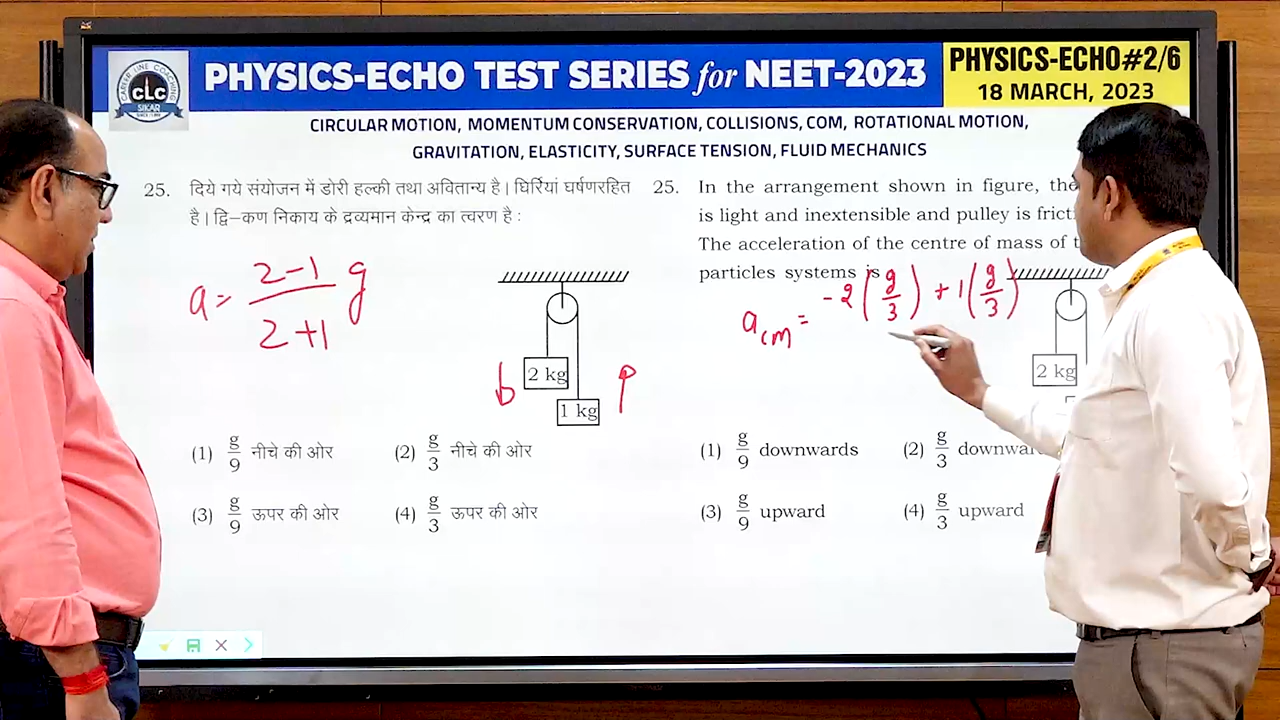 CLC
SIKAR
PHYSICS-ECHO TEST SERIES for NEET-2023
PHYSICS-ECHO#2/6
18 MARCH, 2023
CIRCULAR MOTION, MOMENTUM CONSERVATION, COLLISIONS, COM, ROTATIONAL MOTION,
GRAVITATION, ELASTICITY, SURFACE TENSION, FLUID MECHANICS
25. दिये गये संयोजन में डोरी हल्की तथा अवितान्य है। घिर्रियां घर्षणरहित
है। द्वि–कण निकाय के द्रव्यमान केन्द्र का त्वरण है :
a = 2-1 / 2+1 g
2 kg
1 kg
(1) g/9 नीचे की ओर (2) g/3 नीचे की ओर
(3) g/9 ऊपर की ओर (4) g/3 ऊपर की ओर
25. In the arrangement shown in figure, the
is light and inextensible and pulley is
The acceleration of the centre of mass of
particles systems is
a cm = -2(g/3) + 1(g/3)
2 kg
(1) g/9 downwards (2) g/3
(3) g/9 upward (4) g/3 upward